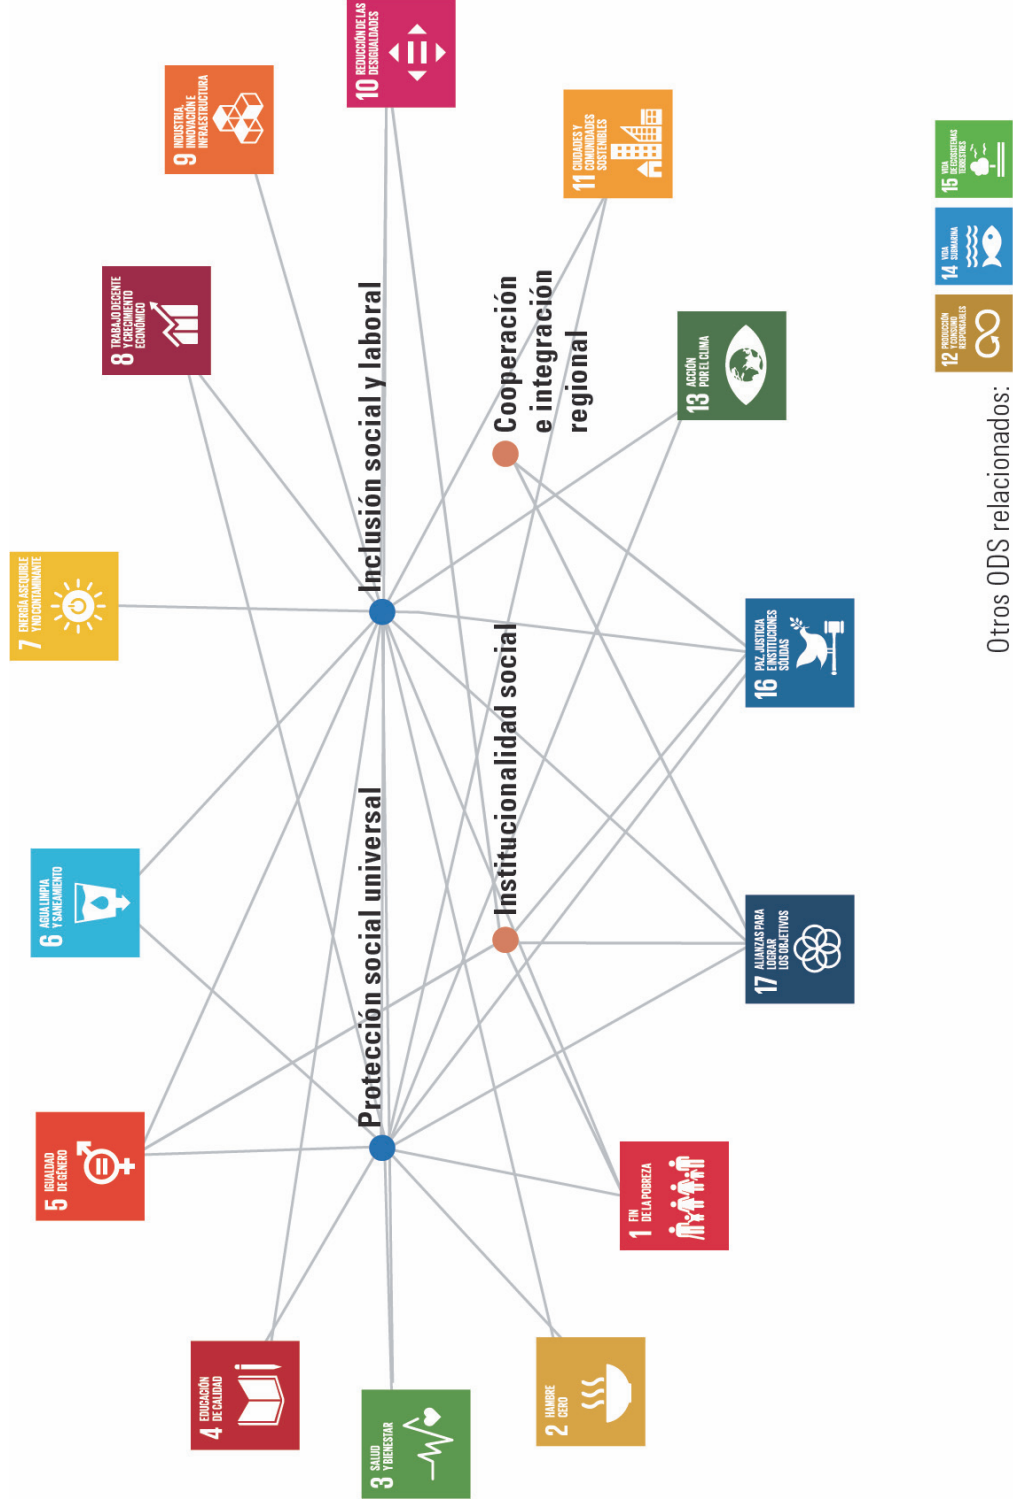 7 ENERGÍA ASEQUIBLE
Y NO CONTAMINANTE
6 AGUA LIMPIA
Y SANEAMIENTO
8 TRABAJO DECENTE
Y CRECIMIENTO
ECONÓMICO
5 IGUALDAD
DE GÉNERO
9 INDUSTRIA,
INNOVACIÓN E
INFRAESTRUCTURA
4 EDUCACIÓN
DE CALIDAD
10 REDUCCIÓN DE LAS
DESIGUALDADES
3 SALUD
Y BIENESTAR
Protección social universal
Inclusión social y laboral
Institucionalidad social
Cooperación
e integración
regional
2 HAMBRE
CERO
11 CIUDADES Y
COMUNIDADES
SOSTENIBLES
1 FIN
DE LA POBREZA
13 ACCIÓN
POR EL CLIMA
17 ALIANZAS PARA
LOGRAR
LOS OBJETIVOS
16 PAZ, JUSTICIA
E INSTITUCIONES
SÓLIDAS
Otros ODS relacionados:
12 PRODUCCIÓN
Y CONSUMO
RESPONSABLES
14 VIDA
SUBMARINA
15 VIDA
DE ECOSISTEMAS
TERRESTRES